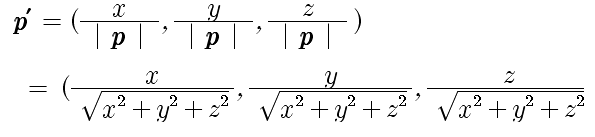 p′ = (x/|p|, y/|p|, z/|p|)
= (x/√(x² + y² + z²), y/√(x² + y² + z²), z/√(x² + y² + z²)